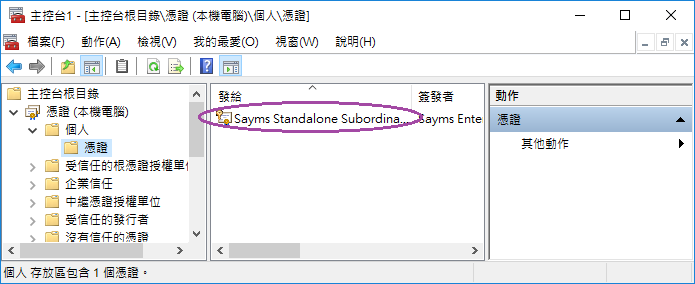 主控台1 - [主控台根目錄\憑證 (本機電腦)\個人\憑證]
檔案(F) 動作(A) 檢視(V) 我的最愛(O) 視窗(W) 說明(H)
主控台根目錄
憑證 (本機電腦)
個人
憑證
受信任的根憑證授權單位
企業信任
中繼憑證授權單位
受信任的發行者
沒有信任的憑證
發給 簽發者
Sayms Standalone Subordina... Sayms Ente
動作
憑證
其他動作
個人 存放區包含 1 個憑證。